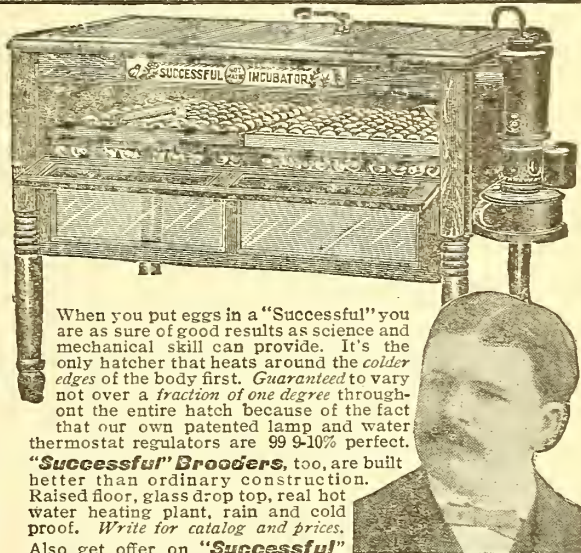 SUCCESSFUL HOT WATER INCUBATOR
When you put eggs in a "Successful" you
are as sure of good results as science and
mechanical skill can provide. It's the
only hatcher that heats around the colder
edges of the body first. Guaranteed to vary
not over a fraction of one degree through-
ont the entire hatch because of the fact
that our own patented lamp and water
thermostat regulators are 99 9-10% perfect.
"Successful" Brooders, too, are built
better than ordinary construction.
Raised floor, glass drop top, real hot
water heating plant, rain and cold
proof. Write for catalog and prices.
Also get offer on "Successful"